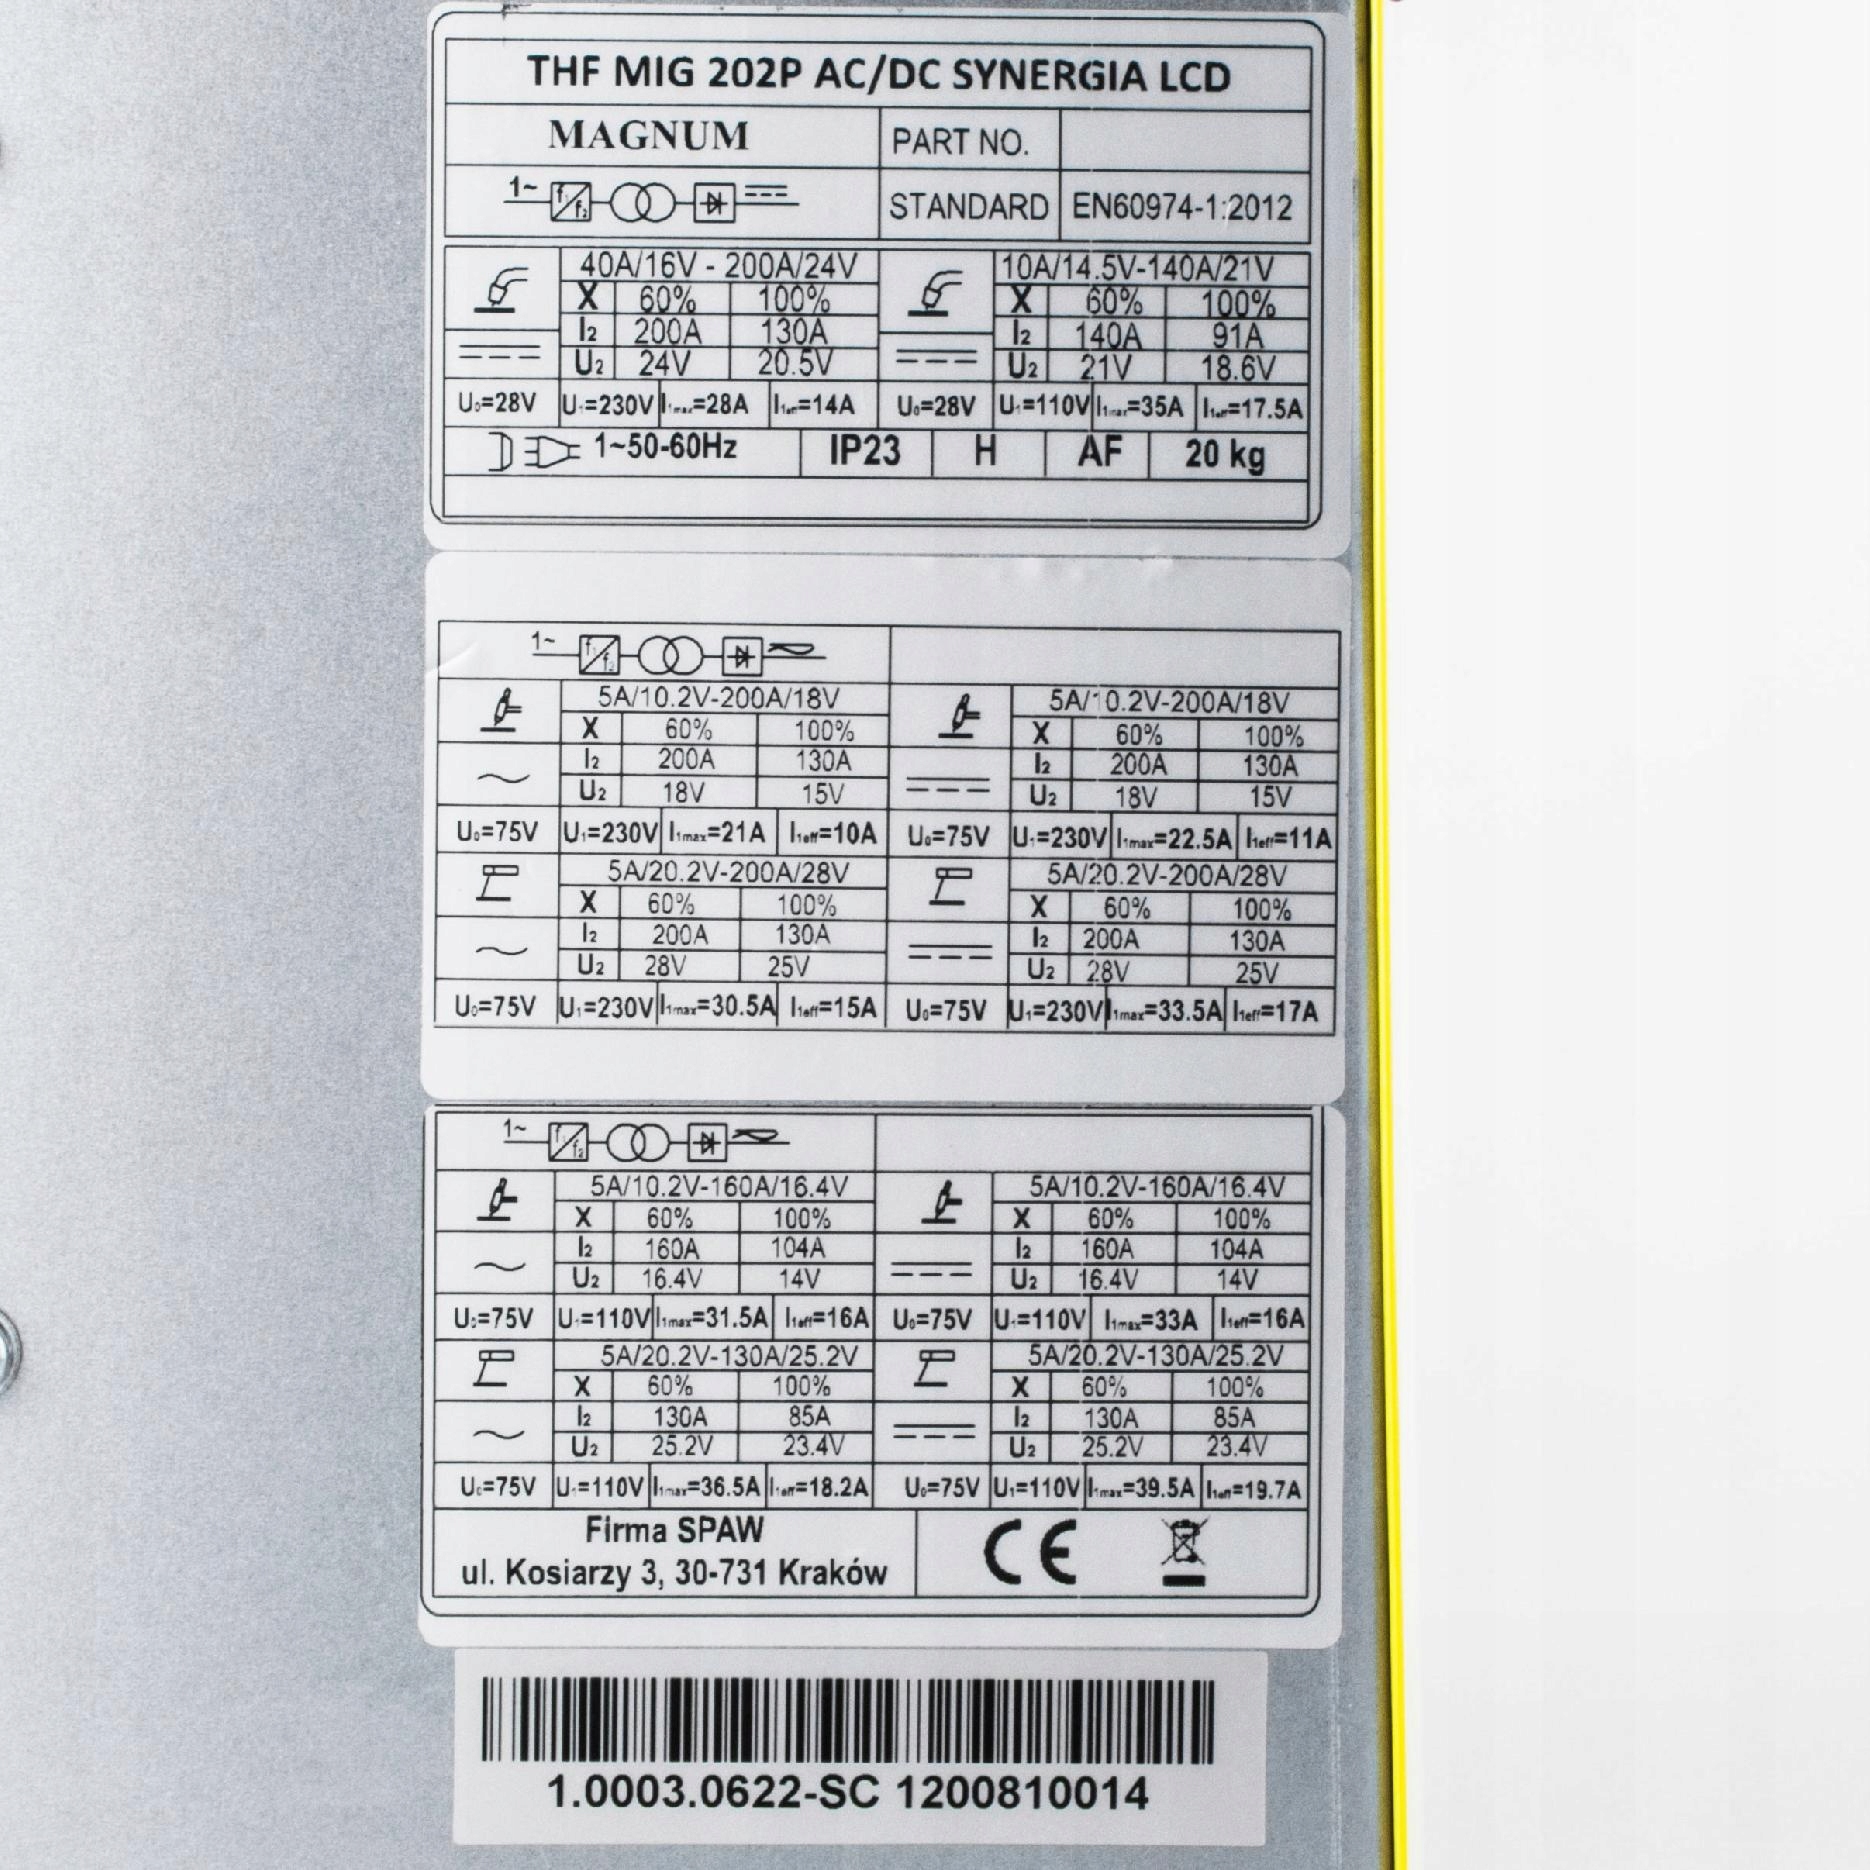 THF MIG 202P AC/DC SYNERGIA LCD
MAGNUM PART NO.
1~ f₁ f₂ STANDARD EN60974-1:2012
40A/16V - 200A/24V 10A/14.5V-140A/21V
X 60% 100% X 60% 100%
I₂ 200A 130A I₂ 140A 91A
U₂ 24V 20.5V U₂ 21V 18.6V
U₀=28V U₁=230V I₁max=28A I₁eff=14A U₀=28V U₁=110V I₁max=35A I₁eff=17.5A
1~50-60Hz IP23 H AF 20 kg
1~ f₁ f₂
5A/10.2V-200A/18V 5A/10.2V-200A/18V
X 60% 100% X 60% 100%
I₂ 200A 130A I₂ 200A 130A
U₂ 18V 15V U₂ 18V 15V
U₀=75V U₁=230V I₁max=21A I₁eff=10A U₀=75V U₁=230V I₁max=22.5A I₁eff=11A
5A/20.2V-200A/28V 5A/20.2V-200A/28V
X 60% 100% X 60% 100%
I₂ 200A 130A I₂ 200A 130A
U₂ 28V 25V U₂ 28V 25V
U₀=75V U₁=230V I₁max=30.5A I₁eff=15A U₀=75V U₁=230V I₁max=33.5A I₁eff=17A
1~ f₁ f₂
5A/10.2V-160A/16.4V 5A/10.2V-160A/16.4V
X 60% 100% X 60% 100%
I₂ 160A 104A I₂ 160A 104A
U₂ 16.4V 14V U₂ 16.4V 14V
U₀=75V U₁=110V I₁max=31.5A I₁eff=16A U₀=75V U₁=110V I₁max=33A I₁eff=16A
5A/20.2V-130A/25.2V 5A/20.2V-130A/25.2V
X 60% 100% X 60% 100%
I₂ 130A 85A I₂ 130A 85A
U₂ 25.2V 23.4V U₂ 25.2V 23.4V
U₀=75V U₁=110V I₁max=36.5A I₁eff=18.2A U₀=75V U₁=110V I₁max=39.5A I₁eff=19.7A
Firma SPAW
ul. Kosiarzy 3, 30-731 Kraków CE
1.0003.0622-SC 1200810014